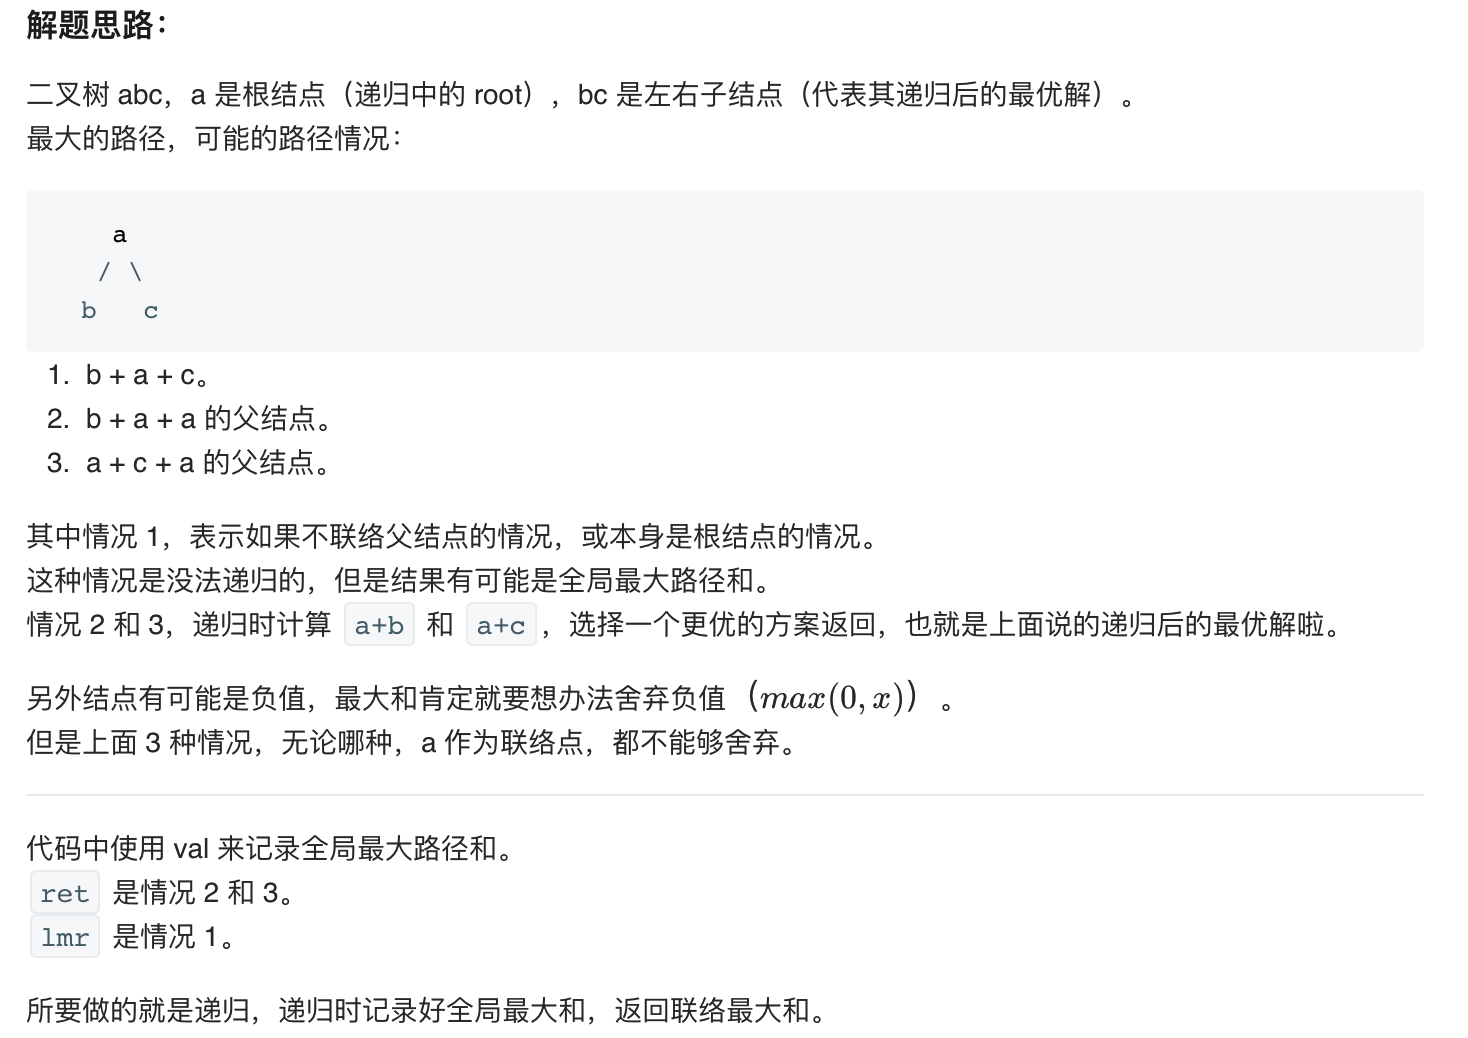 解题思路：
二叉树 abc，a 是根结点（递归中的 root），bc 是左右子结点（代表其递归后的最优解）。
最大的路径，可能的路径情况：
a
/ \
b c
1. b + a + c。
2. b + a + a 的父结点。
3. a + c + a 的父结点。
其中情况 1，表示如果不联络父结点的情况，或本身是根结点的情况。
这种情况是没法递归的，但是结果有可能是全局最大路径和。
情况 2 和 3，递归时计算 a+b 和 a+c，选择一个更优的方案返回，也就是上面说的递归后的最优解啦。
另外结点有可能是负值，最大和肯定就要想办法舍弃负值（max(0, x)）。
但是上面 3 种情况，无论哪种，a 作为联络点，都不能够舍弃。
代码中使用 val 来记录全局最大路径和。
ret 是情况 2 和 3。
lmr 是情况 1。
所要做的就是递归，递归时记录好全局最大和，返回联络最大和。